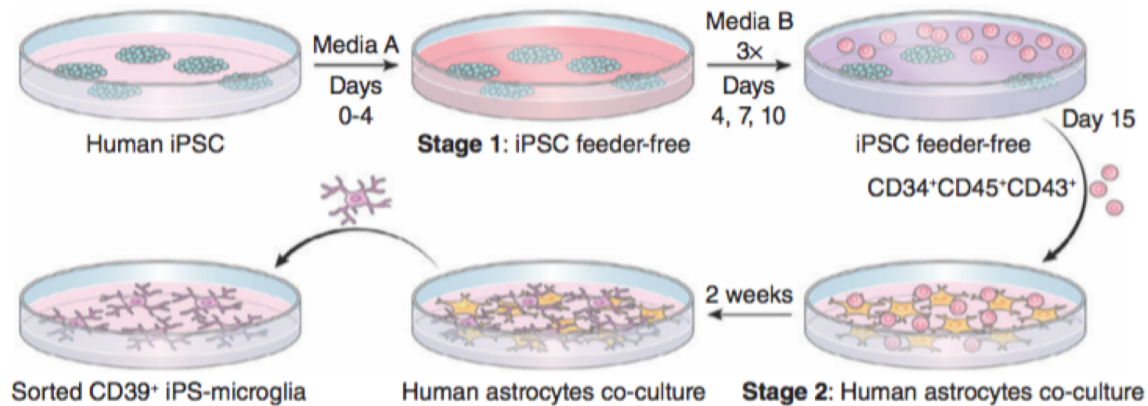 Media A
Days
0-4
Media B
3×
Days
4, 7, 10
Human iPSC
Stage 1: iPSC feeder-free
iPSC feeder-free
Day 15
CD34⁺CD45⁺CD43⁺
2 weeks
Sorted CD39⁺ iPS-microglia
Human astrocytes co-culture
Stage 2: Human astrocytes co-culture